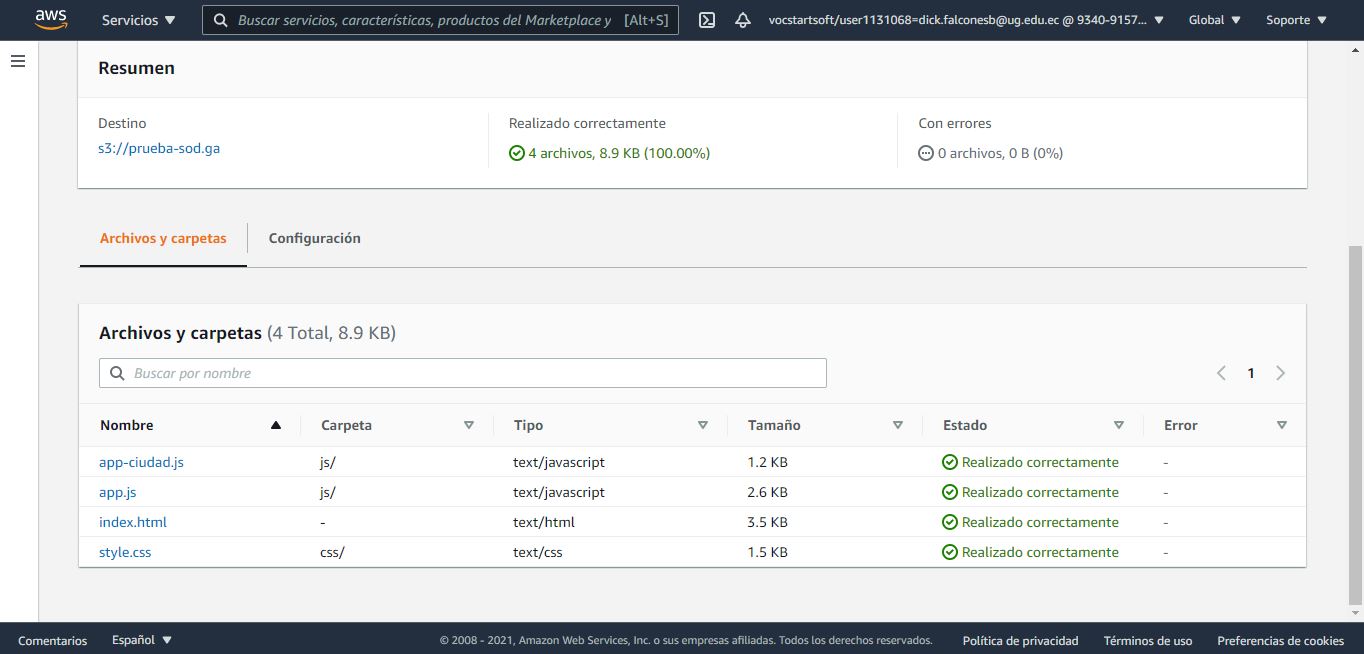 aws Servicios Buscar servicios, características, productos del Marketplace y [Alt+S] vocstartsoft/user1131068=dick.falconesb@ug.edu.ec @ 9340-9157... Global Soporte
Resumen
Destino Realizado correctamente Con errores
s3://prueba-sod.ga 4 archivos, 8.9 KB (100.00%) 0 archivos, 0 B (0%)
Archivos y carpetas Configuración
Archivos y carpetas (4 Total, 8.9 KB)
Buscar por nombre 1
Nombre Carpeta Tipo Tamaño Estado Error
app-ciudad.js js/ text/javascript 1.2 KB Realizado correctamente -
app.js js/ text/javascript 2.6 KB Realizado correctamente -
index.html - text/html 3.5 KB Realizado correctamente -
style.css css/ text/css 1.5 KB Realizado correctamente -
Comentarios Español © 2008 - 2021, Amazon Web Services, Inc. o sus empresas afiliadas. Todos los derechos reservados. Política de privacidad Términos de uso Preferencias de cookies